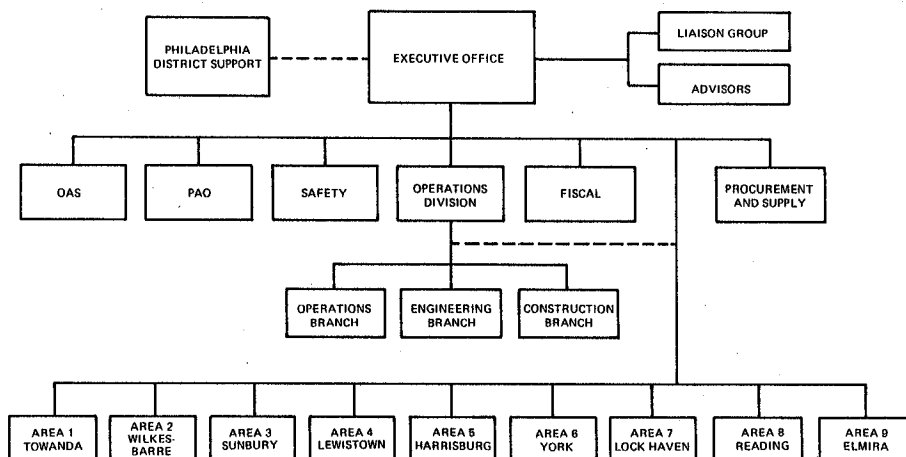 PHILADELPHIA
DISTRICT SUPPORT
EXECUTIVE OFFICE
LIAISON GROUP
ADVISORS
OAS
PAO
SAFETY
OPERATIONS
DIVISION
FISCAL
PROCUREMENT
AND SUPPLY
OPERATIONS
BRANCH
ENGINEERING
BRANCH
CONSTRUCTION
BRANCH
AREA 1
TOWANDA
AREA 2
WILKES-
BARRE
AREA 3
SUNBURY
AREA 4
LEWISTOWN
AREA 5
HARRISBURG
AREA 6
YORK
AREA 7
LOCK HAVEN
AREA 8
READING
AREA 9
ELMIRA